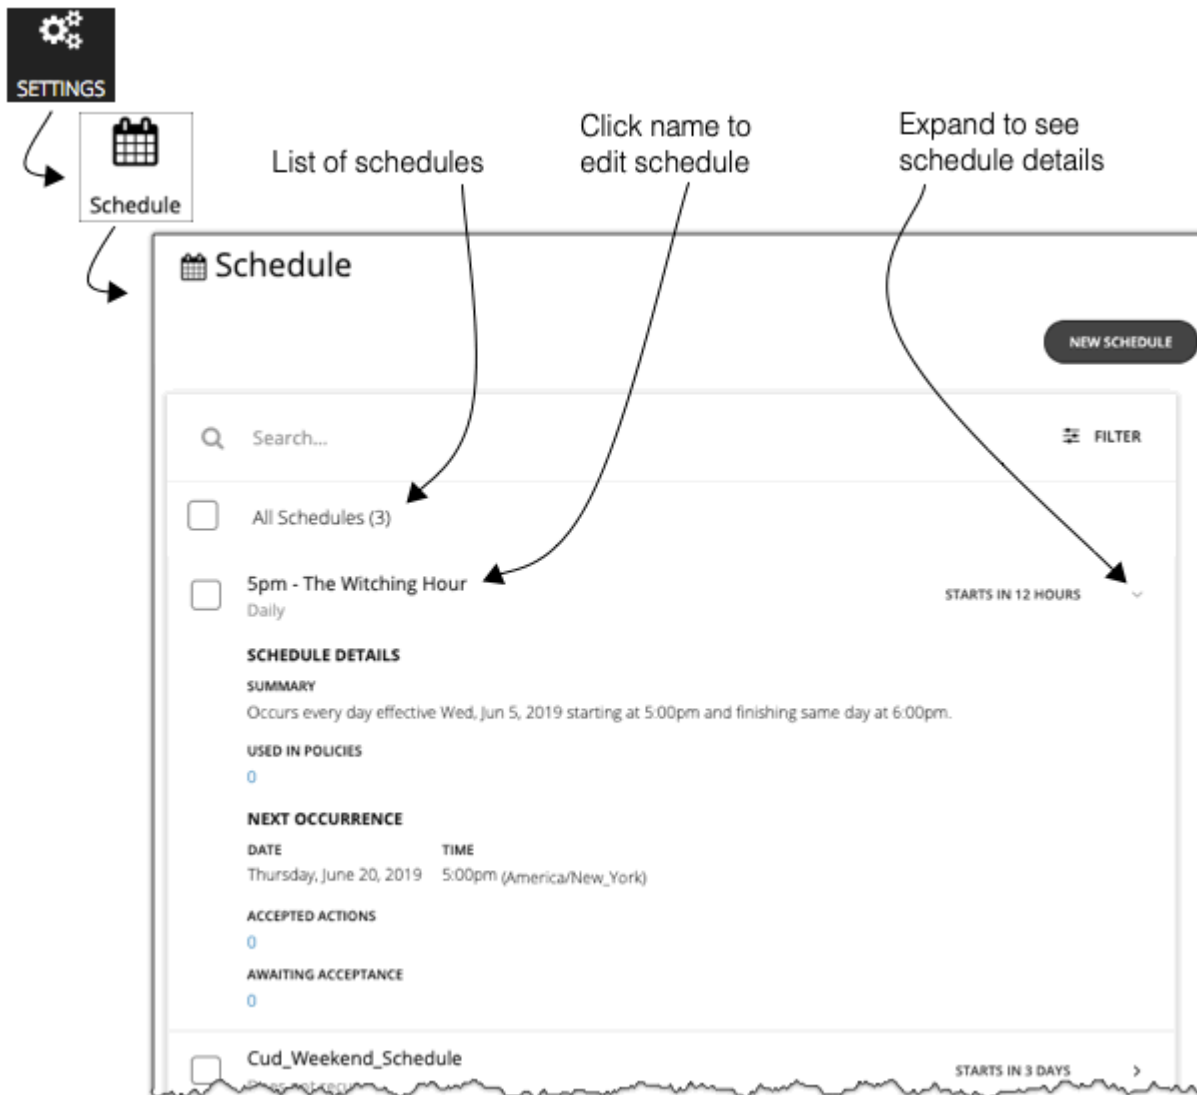 SETTINGS
Schedule
List of schedules
Click name to
edit schedule
Expand to see
schedule details
Schedule
NEW SCHEDULE
Search...
FILTER
All Schedules (3)
5pm - The Witching Hour
Daily
STARTS IN 12 HOURS
SCHEDULE DETAILS
SUMMARY
Occurs every day effective Wed, Jun 5, 2019 starting at 5:00pm and finishing same day at 6:00pm.
USED IN POLICIES
0
NEXT OCCURRENCE
DATE TIME
Thursday, June 20, 2019 5:00pm (America/New_York)
ACCEPTED ACTIONS
0
AWAITING ACCEPTANCE
0
Cud_Weekend_Schedule
STARTS IN 3 DAYS